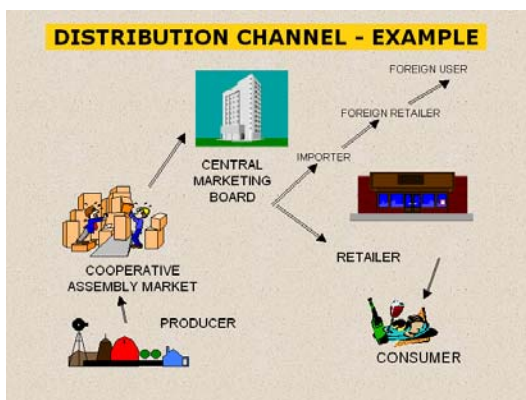 DISTRIBUTION CHANNEL - EXAMPLE
FOREIGN USER
FOREIGN RETAILER
IMPORTER
CENTRAL
MARKETING
BOARD
RETAILER
COOPERATIVE
ASSEMBLY MARKET
PRODUCER
CONSUMER